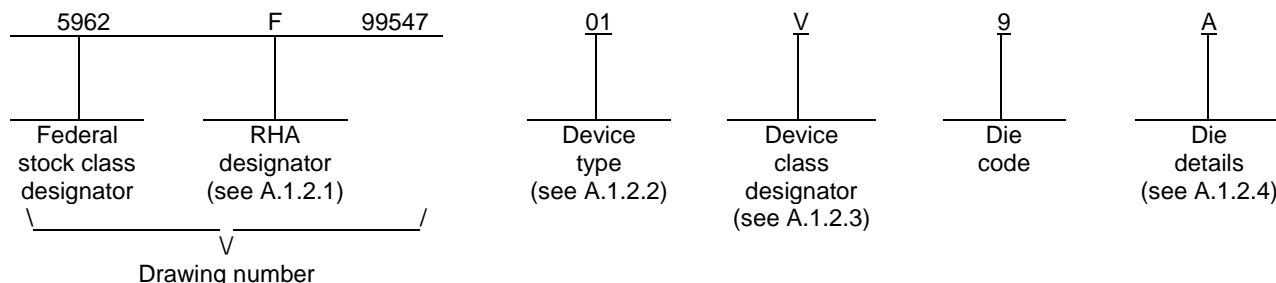 5962 F 99547 01 V 9 A
Federal stock class designator
RHA designator (see A.1.2.1)
Device type (see A.1.2.2)
Device class designator (see A.1.2.3)
Die code
Die details (see A.1.2.4)
Drawing number